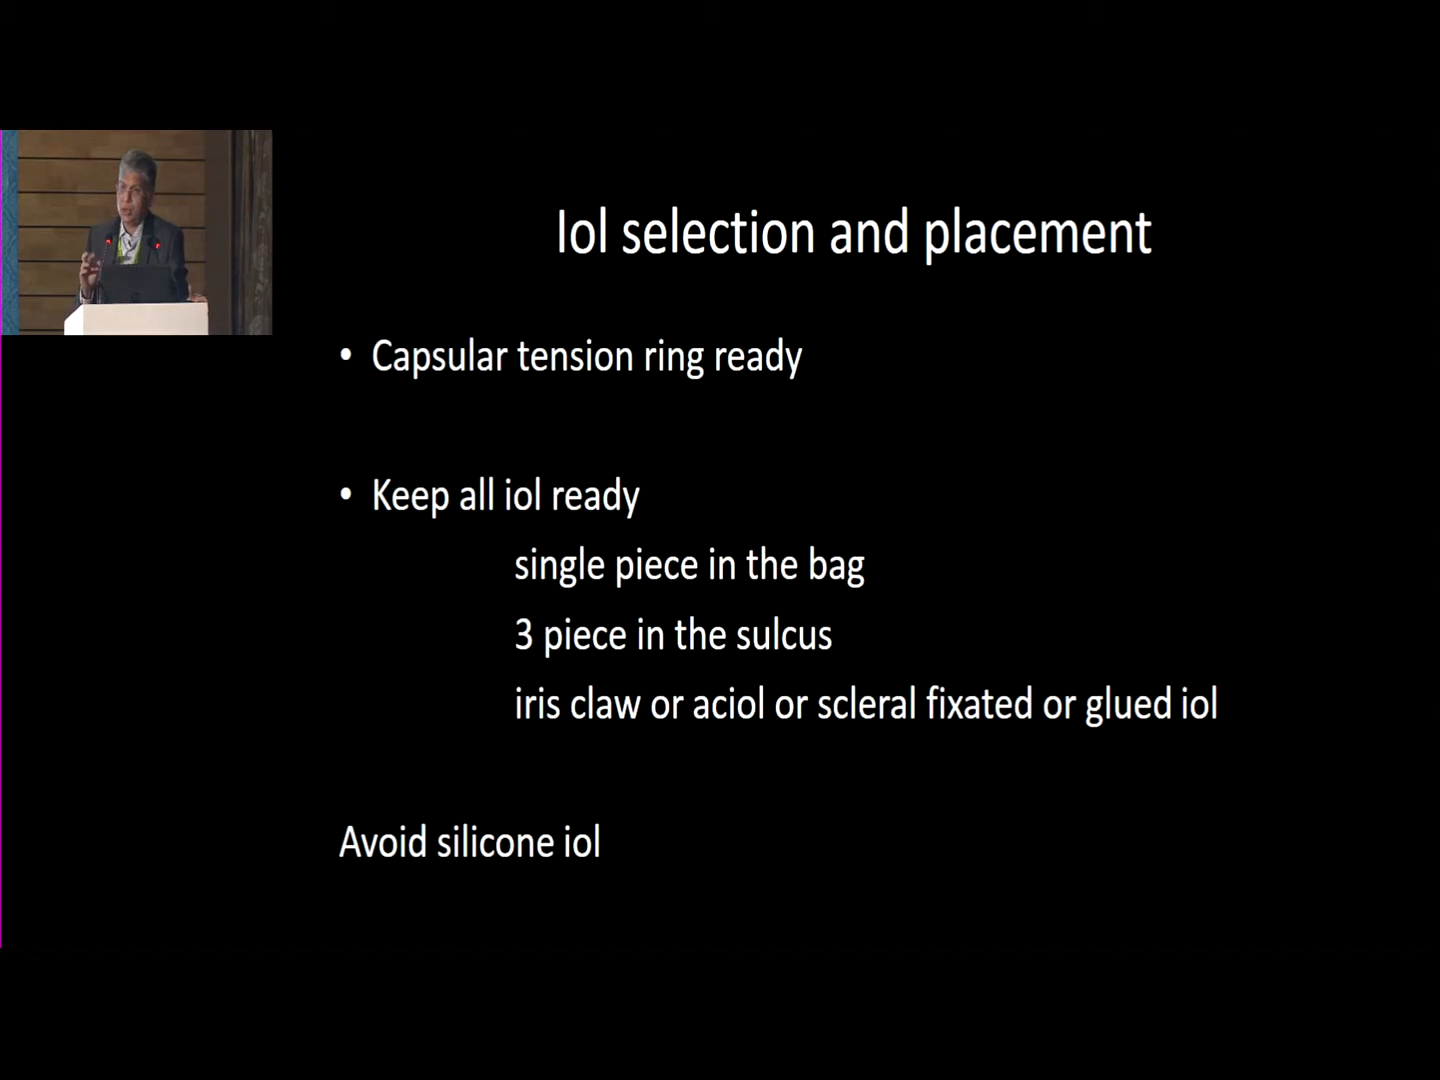 Iol selection and placement
• Capsular tension ring ready
• Keep all iol ready
single piece in the bag
3 piece in the sulcus
iris claw or aciol or scleral fixated or glued iol
Avoid silicone iol